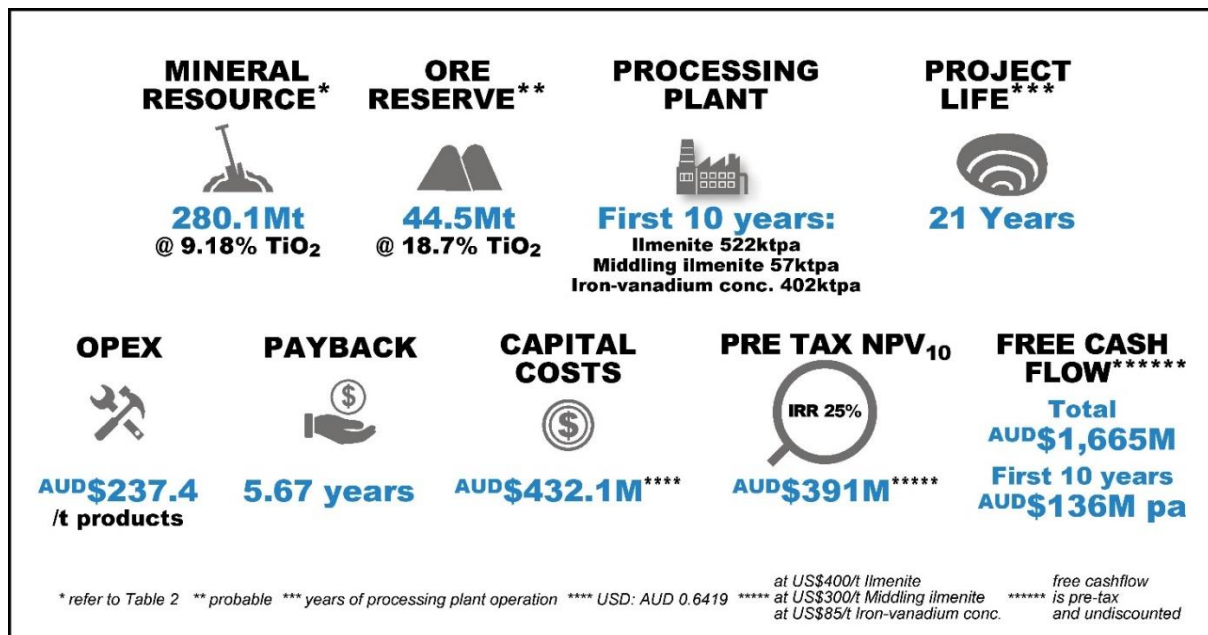 MINERAL
RESOURCE*
280.1Mt
@ 9.18% TiO₂
ORE
RESERVE**
44.5Mt
@ 18.7% TiO₂
PROCESSING
PLANT
First 10 years:
Ilmenite 522ktpa
Middling ilmenite 57ktpa
Iron-vanadium conc. 402ktpa
PROJECT
LIFE***
21 Years
OPEX
AUD$237.4
/t products
PAYBACK
$
5.67 years
CAPITAL
COSTS
$
AUD$432.1M****
PRE TAX NPV₁₀
IRR 25%
AUD$391M*****
FREE CASH
FLOW******
Total
AUD$1,665M
First 10 years
AUD$136M pa
* refer to Table 2 ** probable *** years of processing plant operation **** USD: AUD 0.6419
***** at US$400/t Ilmenite
at US$300/t Middling ilmenite
at US$85/t Iron-vanadium conc.
****** free cashflow
is pre-tax
and undiscounted